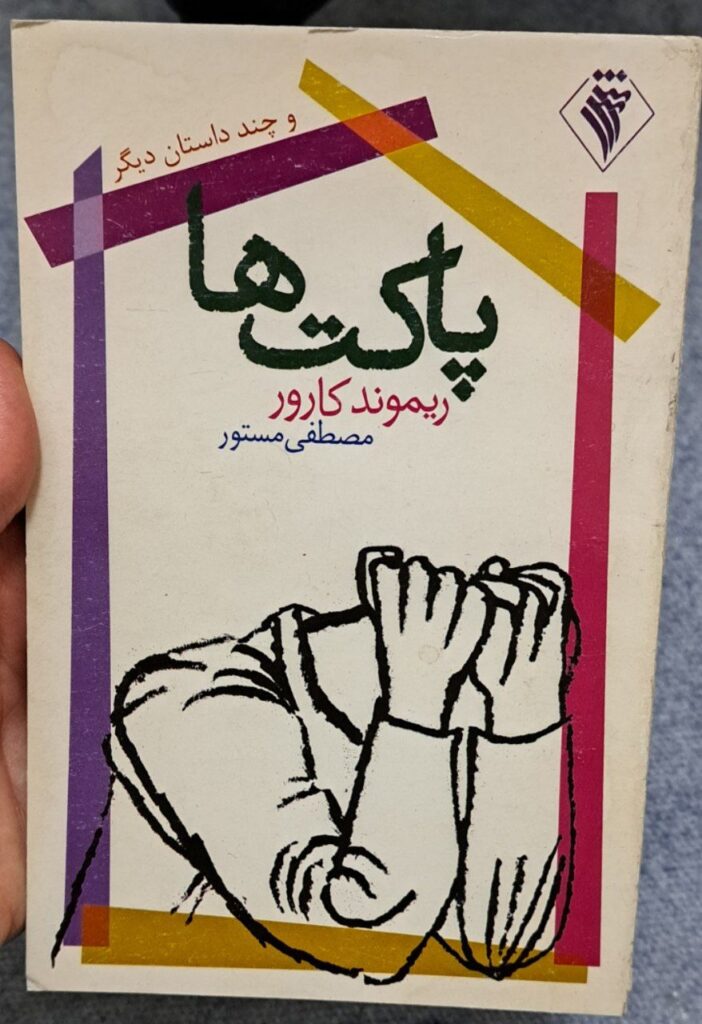 و چند داستان دیگر
پاکت‌ها
ریموند کارور
مصطفی مستور